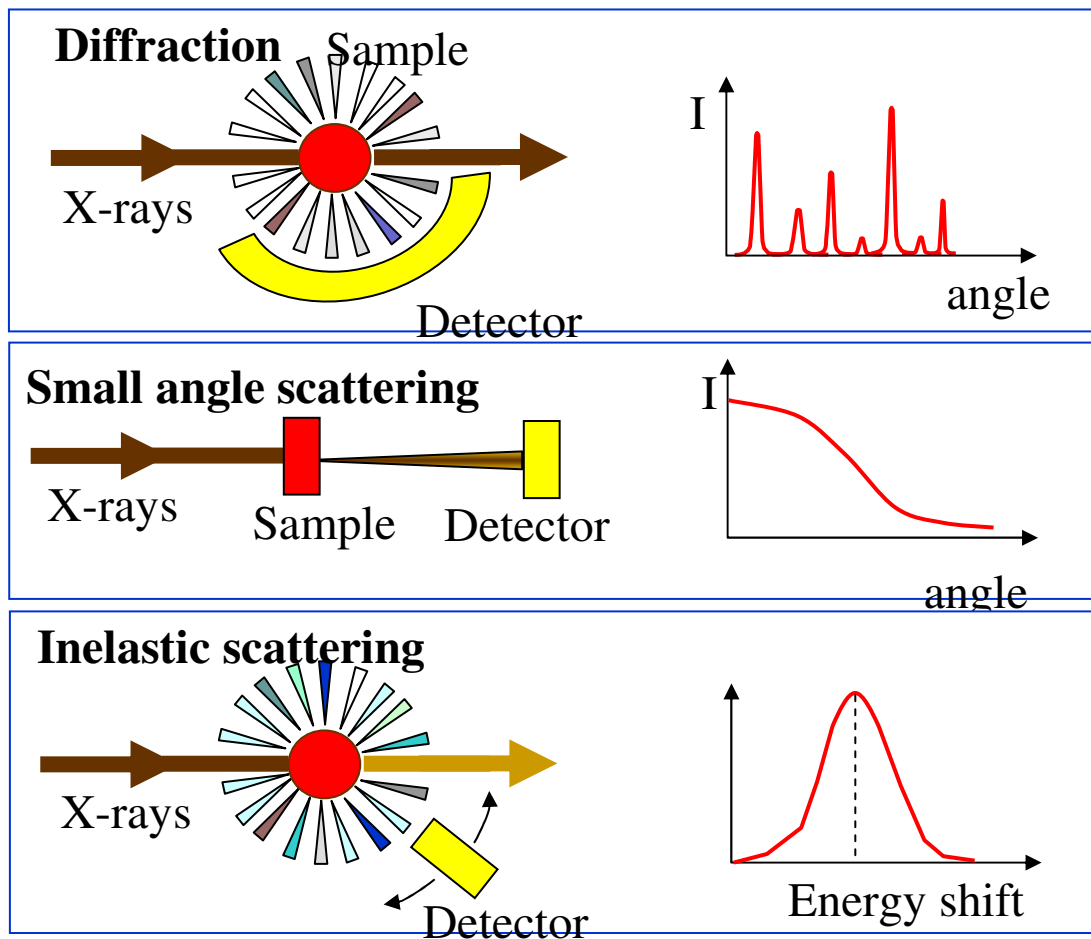 Diffraction
Sample
X-rays
Detector
I
angle
Small angle scattering
X-rays
Sample
Detector
I
angle
Inelastic scattering
X-rays
Detector
Energy shift